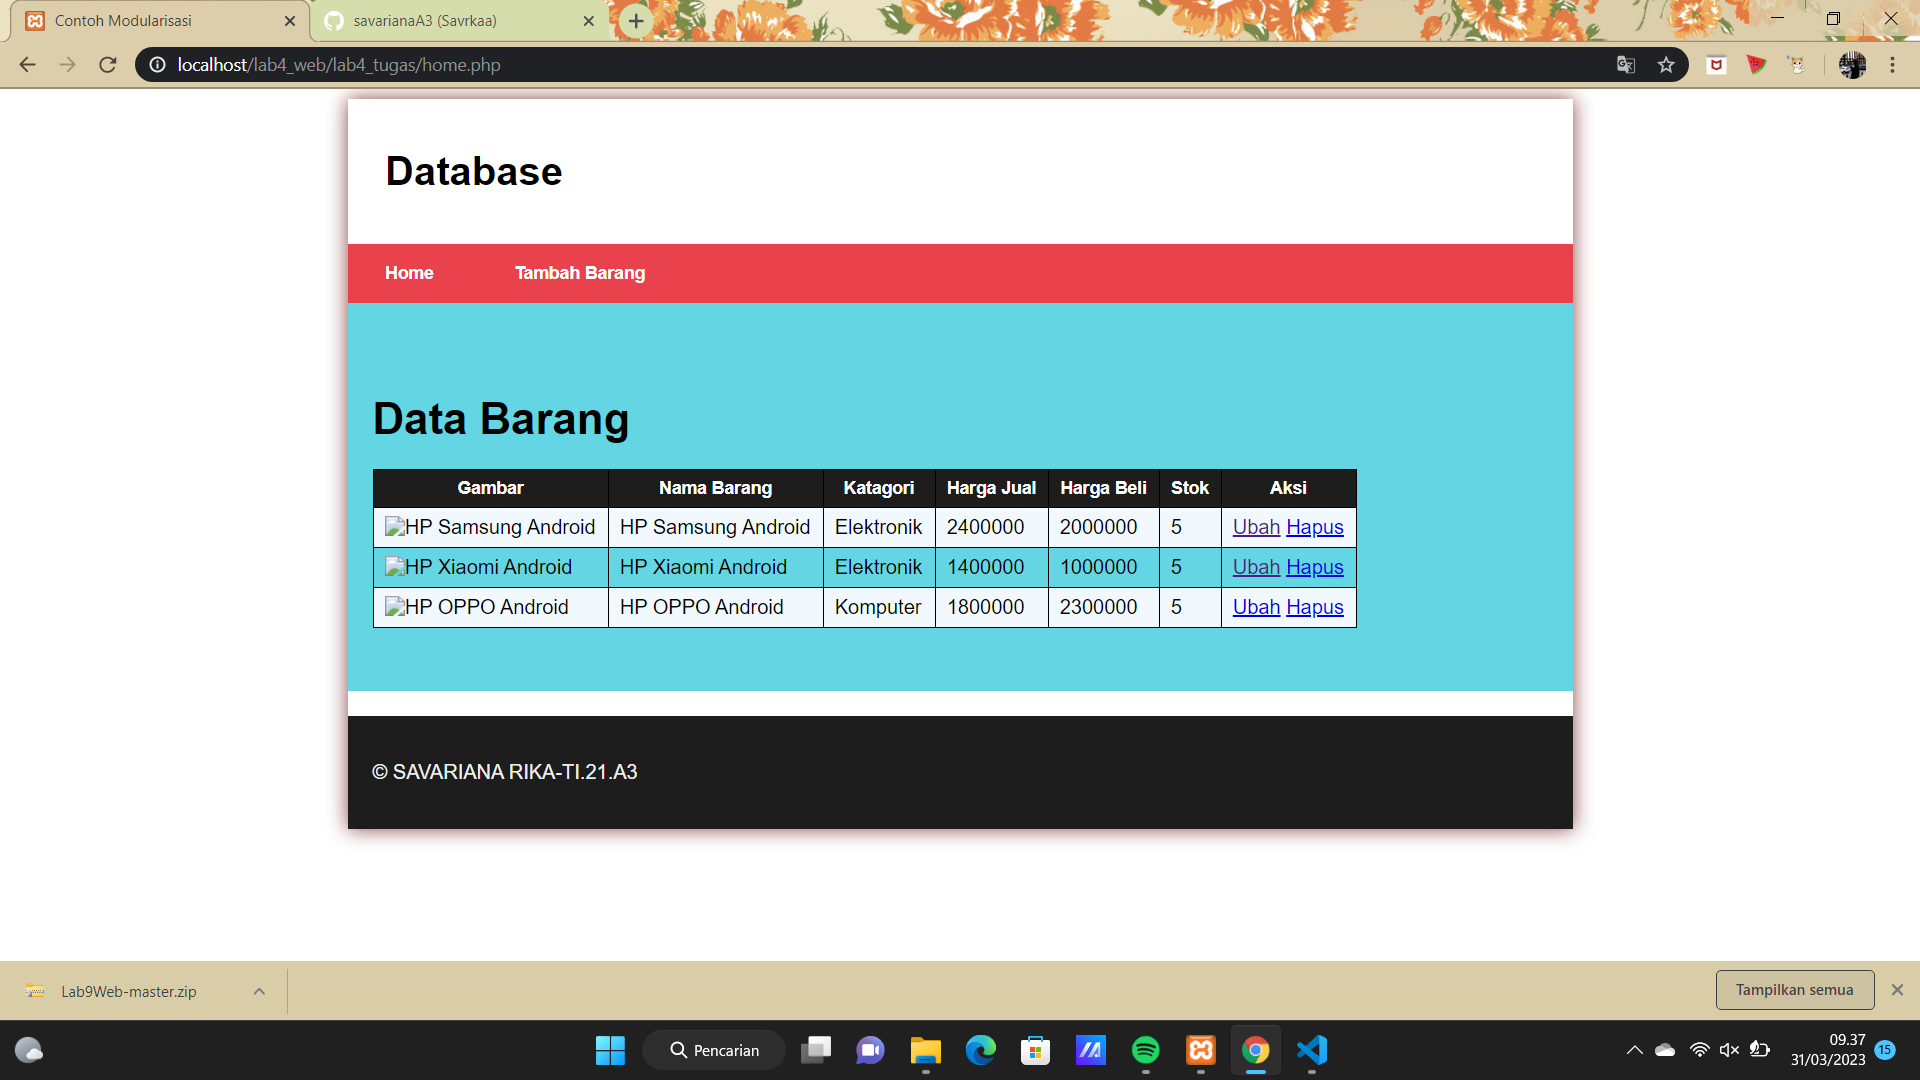 Contoh Modularisasi
savarianaA3 (Savrkaa)
localhost/lab4_web/lab4_tugas/home.php
Database
Home Tambah Barang
Data Barang
Gambar Nama Barang Katagori Harga Jual Harga Beli Stok Aksi
HP Samsung Android HP Samsung Android Elektronik 2400000 2000000 5 Ubah Hapus
HP Xiaomi Android HP Xiaomi Android Elektronik 1400000 1000000 5 Ubah Hapus
HP OPPO Android HP OPPO Android Komputer 1800000 2300000 5 Ubah Hapus
© SAVARIANA RIKA-TI.21.A3
Lab9Web-master.zip
Tampilkan semua
Pencarian
09.37
31/03/2023
15